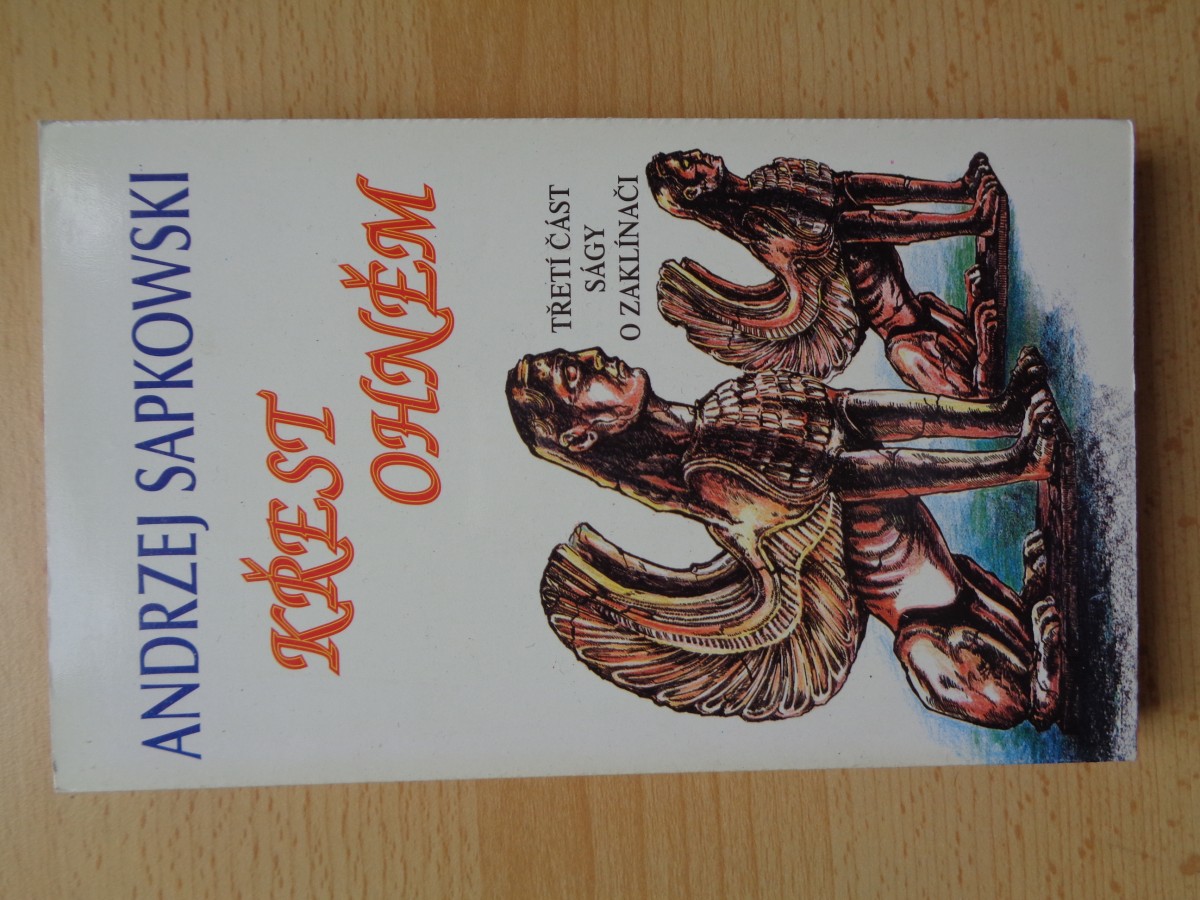 ANDRZEJ SAPKOWSKI
KŘEST
OHNĚM
TŘETÍ ČÁST
SÁGY
O ZAKLÍNAČI